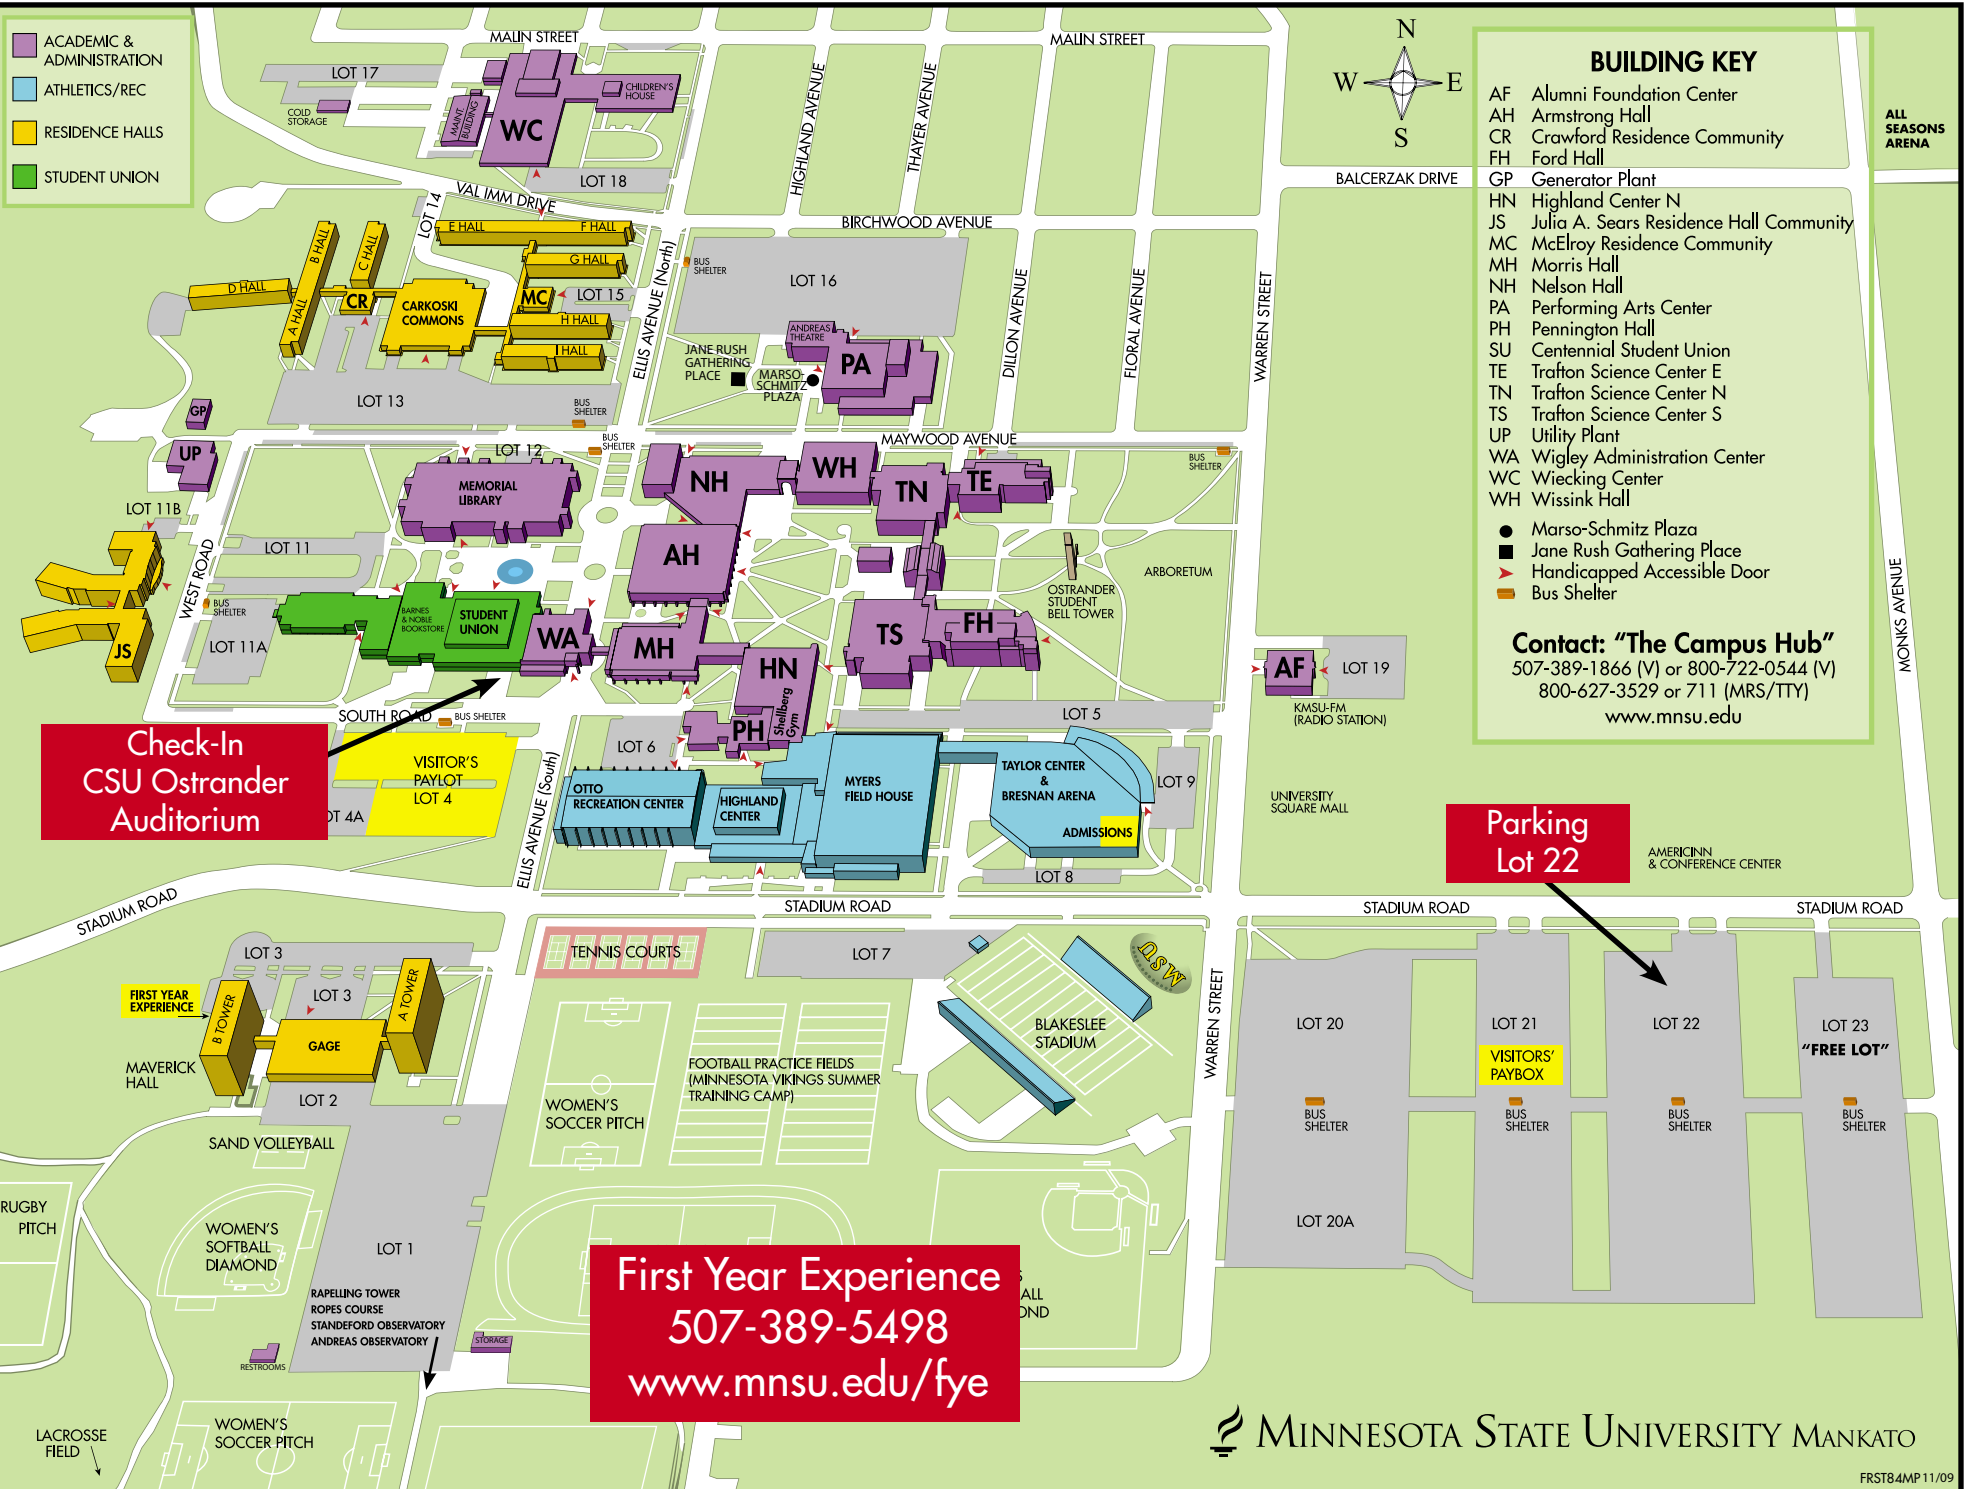 ACADEMIC &
ADMINISTRATION
ATHLETICS/REC
RESIDENCE HALLS
STUDENT UNION
MALIN STREET
MALIN STREET
LOT 17
COLD
STORAGE
MAINT.
BUILDING
WC
CHILDREN'S
HOUSE
LOT 18
VAL IMM DRIVE
LOT 14
HIGHLAND AVENUE
THAYER AVENUE
BIRCHWOOD AVENUE
BALCERZAK DRIVE
N
W
E
S
ALL
SEASONS
ARENA
BUILDING KEY
AF Alumni Foundation Center
AH Armstrong Hall
CR Crawford Residence Community
FH Ford Hall
GP Generator Plant
HN Highland Center N
JS Julia A. Sears Residence Hall Community
MC McElroy Residence Community
MH Morris Hall
NH Nelson Hall
PA Performing Arts Center
PH Pennington Hall
SU Centennial Student Union
TE Trafton Science Center E
TN Trafton Science Center N
TS Trafton Science Center S
UP Utility Plant
WA Wigley Administration Center
WC Wiecking Center
WH Wissink Hall
Marso-Schmitz Plaza
Jane Rush Gathering Place
Handicapped Accessible Door
Bus Shelter
Contact: “The Campus Hub”
507-389-1866 (V) or 800-722-0544 (V)
800-627-3529 or 711 (MRS/TTY)
www.mnsu.edu
E HALL
F HALL
G HALL
H HALL
I HALL
D HALL
A HALL
B HALL
C HALL
CR
CARKOSKI
COMMONS
MC
LOT 15
LOT 13
ELLIS AVENUE (North)
BUS
SHELTER
LOT 16
ANDREAS
THEATRE
PA
JANE RUSH
GATHERING
PLACE
MARSO-
SCHMITZ
PLAZA
DILLON AVENUE
FLORAL AVENUE
WARREN STREET
MONKS AVENUE
GP
UP
BUS
SHELTER
BUS
SHELTER
LOT 12
MAYWOOD AVENUE
BUS
SHELTER
MEMORIAL
LIBRARY
NH
WH
TN
TE
LOT 11B
LOT 11
WEST ROAD
BUS
SHELTER
LOT 11A
JS
AH
BARNES
& NOBLE
BOOKSTORE
STUDENT
UNION
WA
MH
HN
Shellberg
Gym
PH
TS
FH
OSTRANDER
STUDENT
BELL TOWER
ARBORETUM
AF
LOT 19
KMSU-FM
(RADIO STATION)
SOUTH ROAD
BUS SHELTER
Check-In
CSU Ostrander
Auditorium
VISITOR'S
PAYLOT
LOT 4
OT 4A
LOT 6
LOT 5
ELLIS AVENUE (South)
OTTO
RECREATION CENTER
HIGHLAND
CENTER
MYERS
FIELD HOUSE
TAYLOR CENTER
&
BRESNAN ARENA
ADMISSIONS
LOT 9
LOT 8
UNIVERSITY
SQUARE MALL
Parking
Lot 22
AMERICINN
& CONFERENCE CENTER
STADIUM ROAD
STADIUM ROAD
STADIUM ROAD
STADIUM ROAD
LOT 3
LOT 3
FIRST YEAR
EXPERIENCE
B TOWER
A TOWER
GAGE
MAVERICK
HALL
LOT 2
TENNIS COURTS
LOT 7
MSU
BLAKESLEE
STADIUM
WARREN STREET
FOOTBALL PRACTICE FIELDS
(MINNESOTA VIKINGS SUMMER
TRAINING CAMP)
WOMEN'S
SOCCER PITCH
LOT 20
LOT 21
VISITORS'
PAYBOX
LOT 22
LOT 23
“FREE LOT”
BUS
SHELTER
BUS
SHELTER
BUS
SHELTER
BUS
SHELTER
LOT 20A
SAND VOLLEYBALL
RUGBY
PITCH
WOMEN'S
SOFTBALL
DIAMOND
LOT 1
RAPELLING TOWER
ROPES COURSE
STANDEFORD OBSERVATORY
ANDREAS OBSERVATORY
STORAGE
RESTROOMS
First Year Experience
507-389-5498
www.mnsu.edu/fye
S
ALL
OND
LACROSSE
FIELD
WOMEN'S
SOCCER PITCH
MINNESOTA STATE UNIVERSITY MANKATO
FRST84MP 11/09